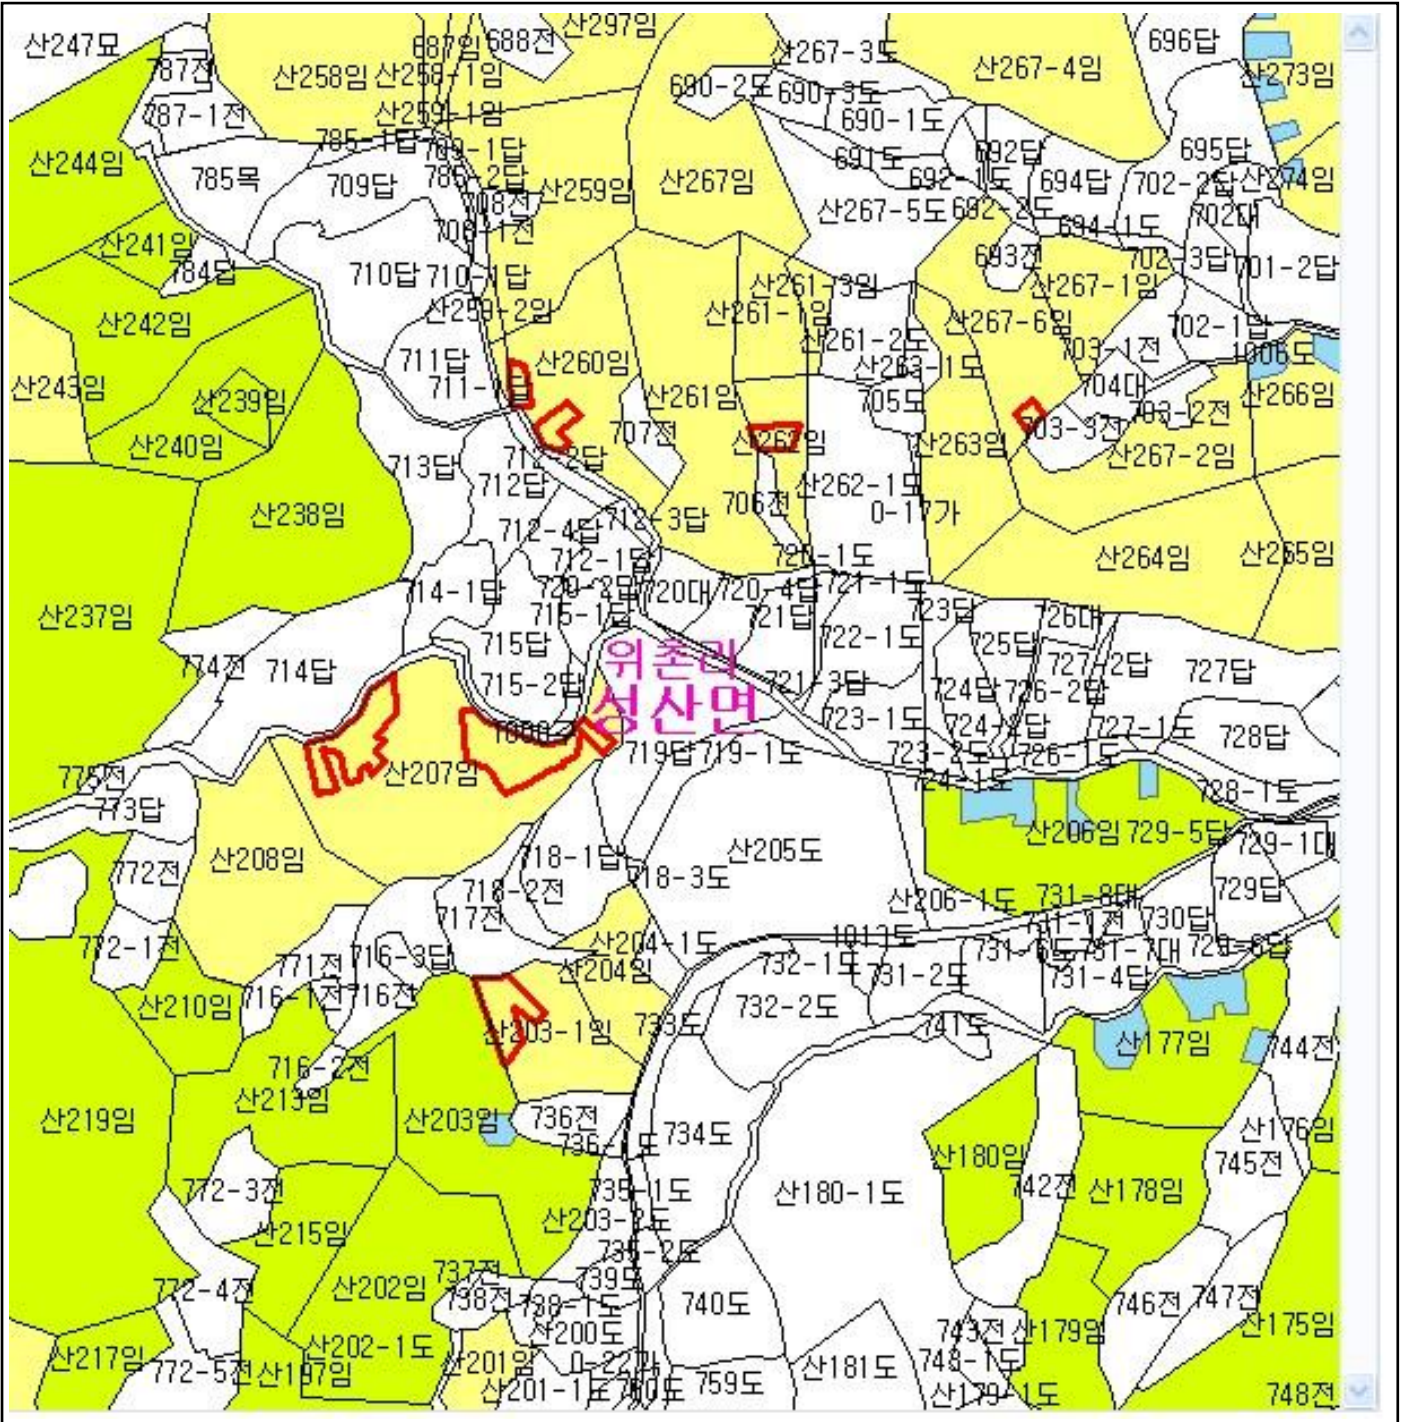 산247묘
787전
산258임
687임
688전
산297임
산258-1임
산267-3도
696답
산267-4임
산273임
690-2도
690-3도
787-1전
산259-1임
690-1도
785-1답
709-1답
692답
695답
산244임
785목
709답
산259임
산267임
691도
692-1도
694답
702-2답
산274임
708전
산267-5도
692-2도
702대
694-1도
산241임
784답
710답
710-1답
산261-3임
693전
702-3답
701-2답
산267-1임
산242임
산259-2임
산261-1임
산267-6임
702-1답
산261-2도
703-1전
1006도
711답
산260임
산263-1도
산243임
산239임
산261임
705도
704대
산266임
703-2전
산240임
707전
산262임
산263임
703-3전
산267-2임
713답
712-2답
712답
706전
산262-1도
0-17가
산238임
712-4답
712-3답
산264임
산265임
712-1답
720-1도
714-1답
720-2답
720대
720-4답
721-1도
산237임
715-1답
721답
723답
726대
715답
722-1도
725답
774전
714답
위촌리
727-2답
727답
715-2답
721-3답
724답
726-2답
성산면
723-1도
724-2답
727-1도
728답
719답
719-1도
723-2도
726-1도
산207임
775전
724-1도
728-1도
773답
산206임
729-5답
729-1대
산208임
718-1답
산205도
772전
718-2전
718-3도
산206-1도
731-8대
729답
717전
731-1전
730답
772-1전
산204-1도
1013도
771전
716-3답
산204임
732-1도
731-2도
731-6도
731-7대
731-4답
산210임
716-1전
716전
732-2도
산203-1임
733도
741도
산177임
744전
716-2전
산213임
산219임
산203임
736전
734도
산176임
산180임
745전
772-3전
735-1도
산180-1도
742전
산178임
산215임
산203-2도
735-2도
737전
772-4전
산202임
739도
738전
738-1도
740도
746전
747전
산200도
743전
산179임
산175임
산217임
산202-1도
산201임
0-22가
743-1도
772-5전
산197임
산201-1도
760도
759도
산181도
산179-1도
748전